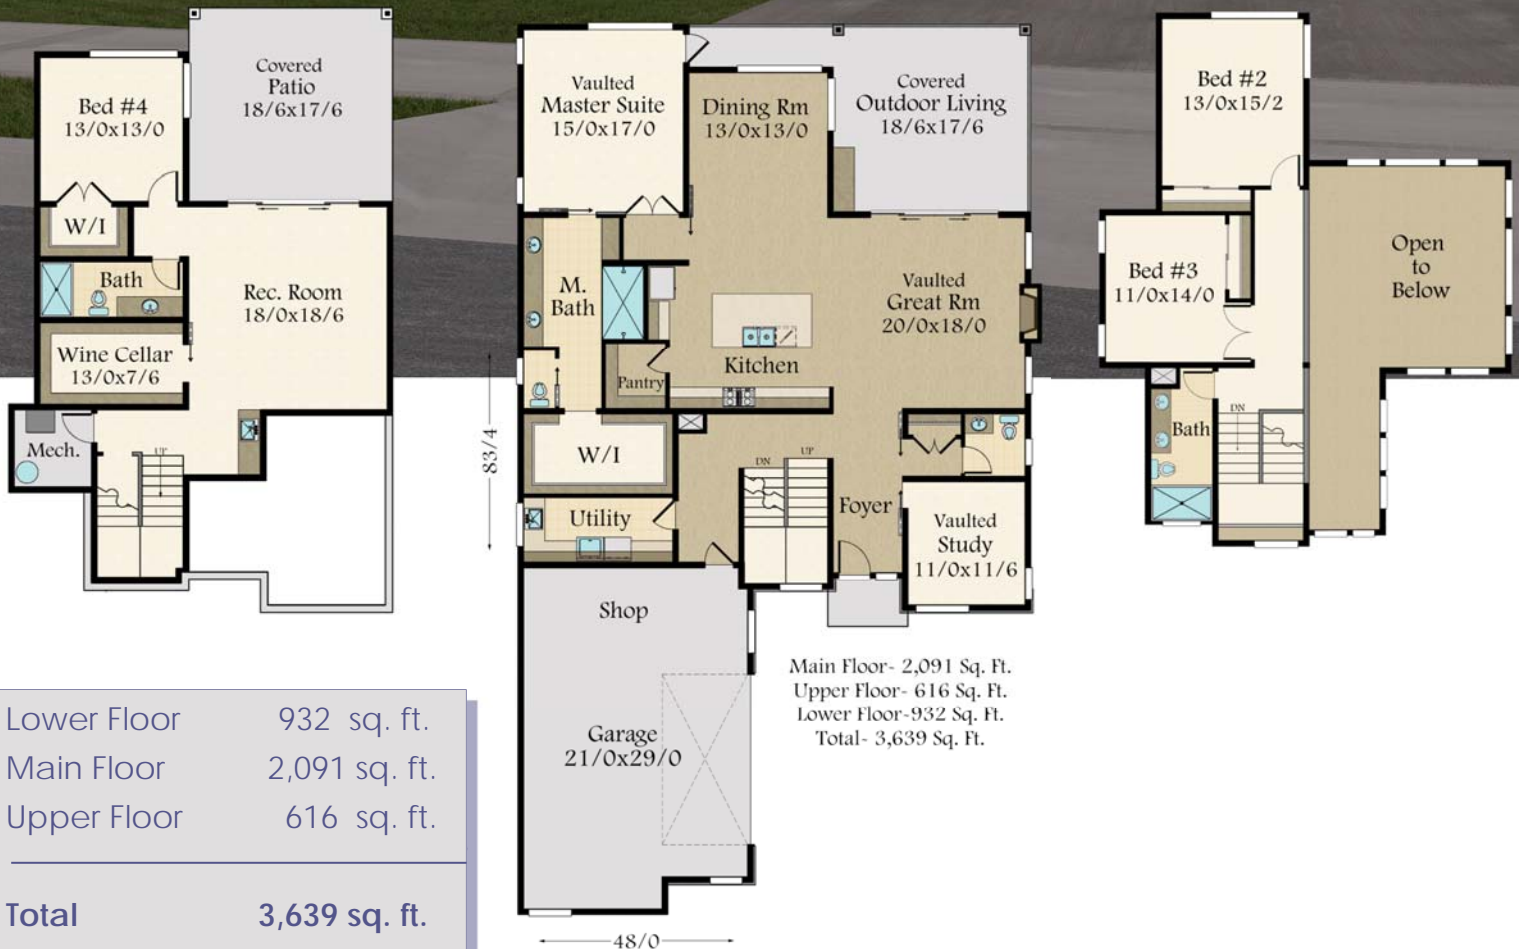 Bed #4
13/0x13/0
Covered
Patio
18/6x17/6
W/I
Bath
Rec. Room
18/0x18/6
Wine Cellar
13/0x7/6
Mech.
UP
Vaulted
Master Suite
15/0x17/0
Dining Rm
13/0x13/0
Covered
Outdoor Living
18/6x17/6
M.
Bath
Vaulted
Great Rm
20/0x18/0
Kitchen
Pantry
W/I
DN
UP
Utility
Foyer
Vaulted
Study
11/0x11/6
83/4
Shop
Garage
21/0x29/0
48/0
Bed #2
13/0x15/2
Bed #3
11/0x14/0
Open
to
Below
DN
Bath
Main Floor- 2,091 Sq. Ft.
Upper Floor- 616 Sq. Ft.
Lower Floor-932 Sq. Ft.
Total- 3,639 Sq. Ft.
Lower Floor 932 sq. ft.
Main Floor 2,091 sq. ft.
Upper Floor 616 sq. ft.
Total 3,639 sq. ft.